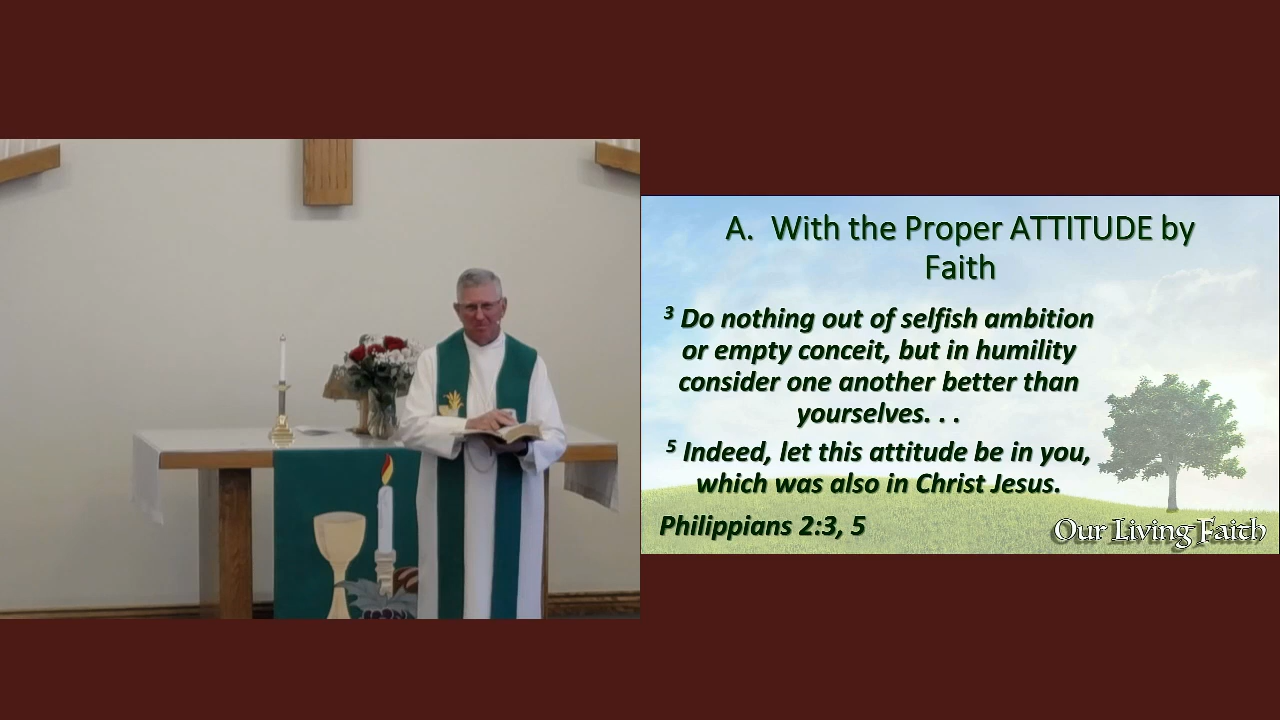 A. With the Proper ATTITUDE by
Faith
³ Do nothing out of selfish ambition
or empty conceit, but in humility
consider one another better than
yourselves. . .
⁵ Indeed, let this attitude be in you,
which was also in Christ Jesus.
Philippians 2:3, 5
Our Living Faith